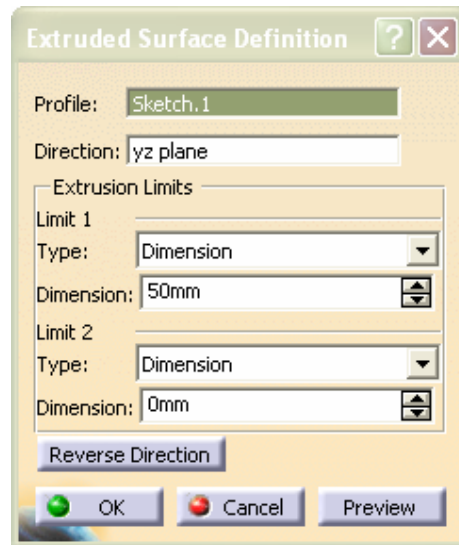 Extruded Surface Definition ?
Profile: Sketch.1
Direction: yz plane
Extrusion Limits
Limit 1
Type: Dimension
Dimension: 50mm
Limit 2
Type: Dimension
Dimension: 0mm
Reverse Direction
OK Cancel Preview